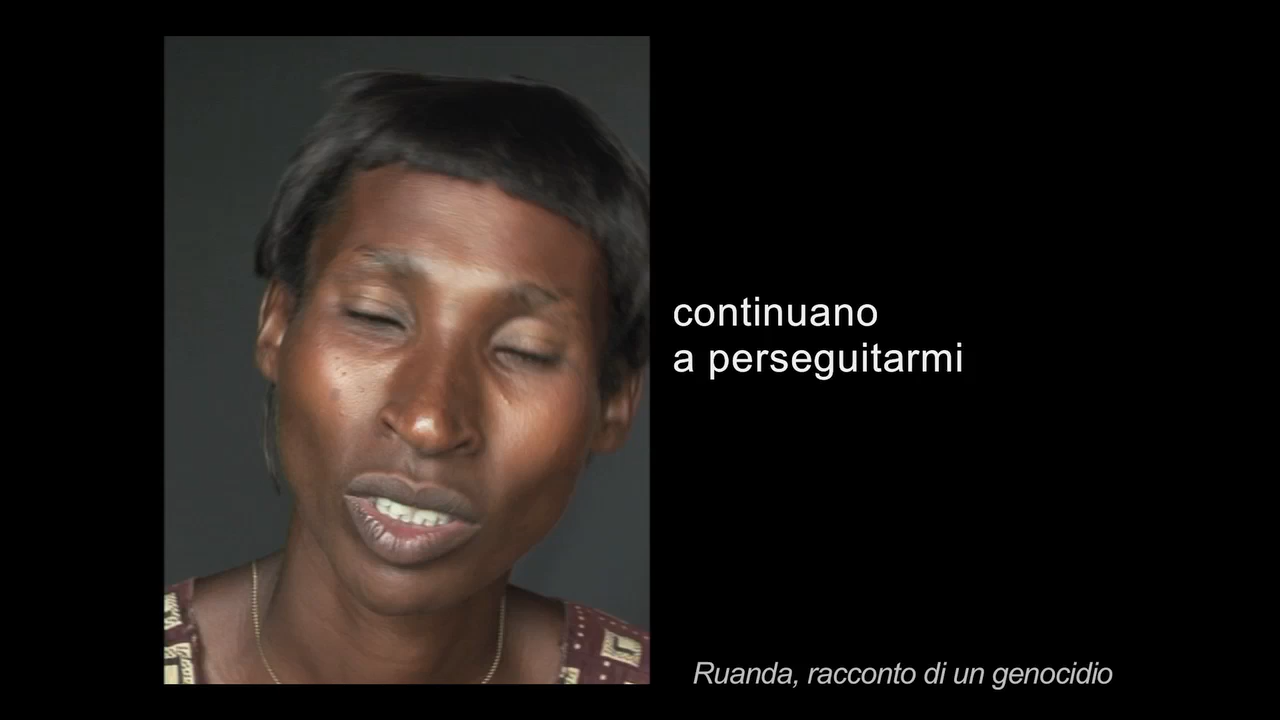 continuano
a perseguitarmi
Ruanda, racconto di un genocidio